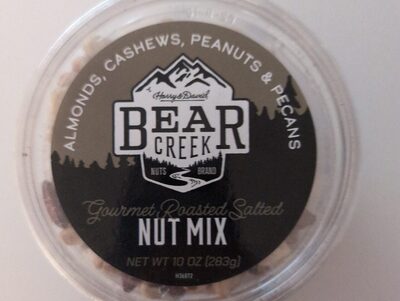 ALMONDS, CASHEWS, PEANUTS & PECANS
Harry & David
BEAR
CREEK
NUTS BRAND
Gourmet Roasted Salted
NUT MIX
NET WT 10 OZ (283g)